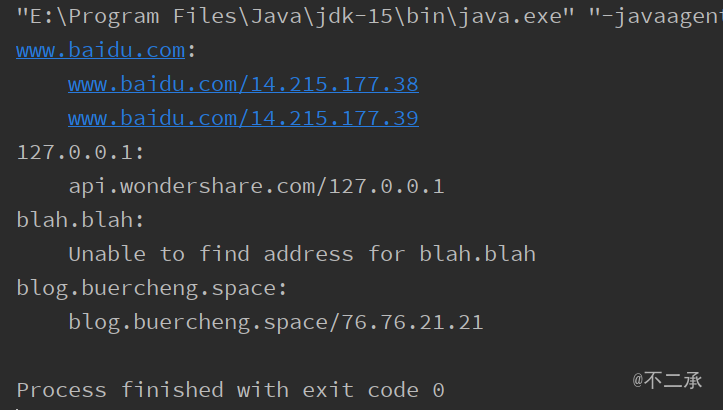 "E:\Program Files\Java\jdk-15\bin\java.exe" "-javaagent
www.baidu.com:
www.baidu.com/14.215.177.38
www.baidu.com/14.215.177.39
127.0.0.1:
api.wondershare.com/127.0.0.1
blah.blah:
Unable to find address for blah.blah
blog.buercheng.space:
blog.buercheng.space/76.76.21.21
Process finished with exit code 0
@不二承